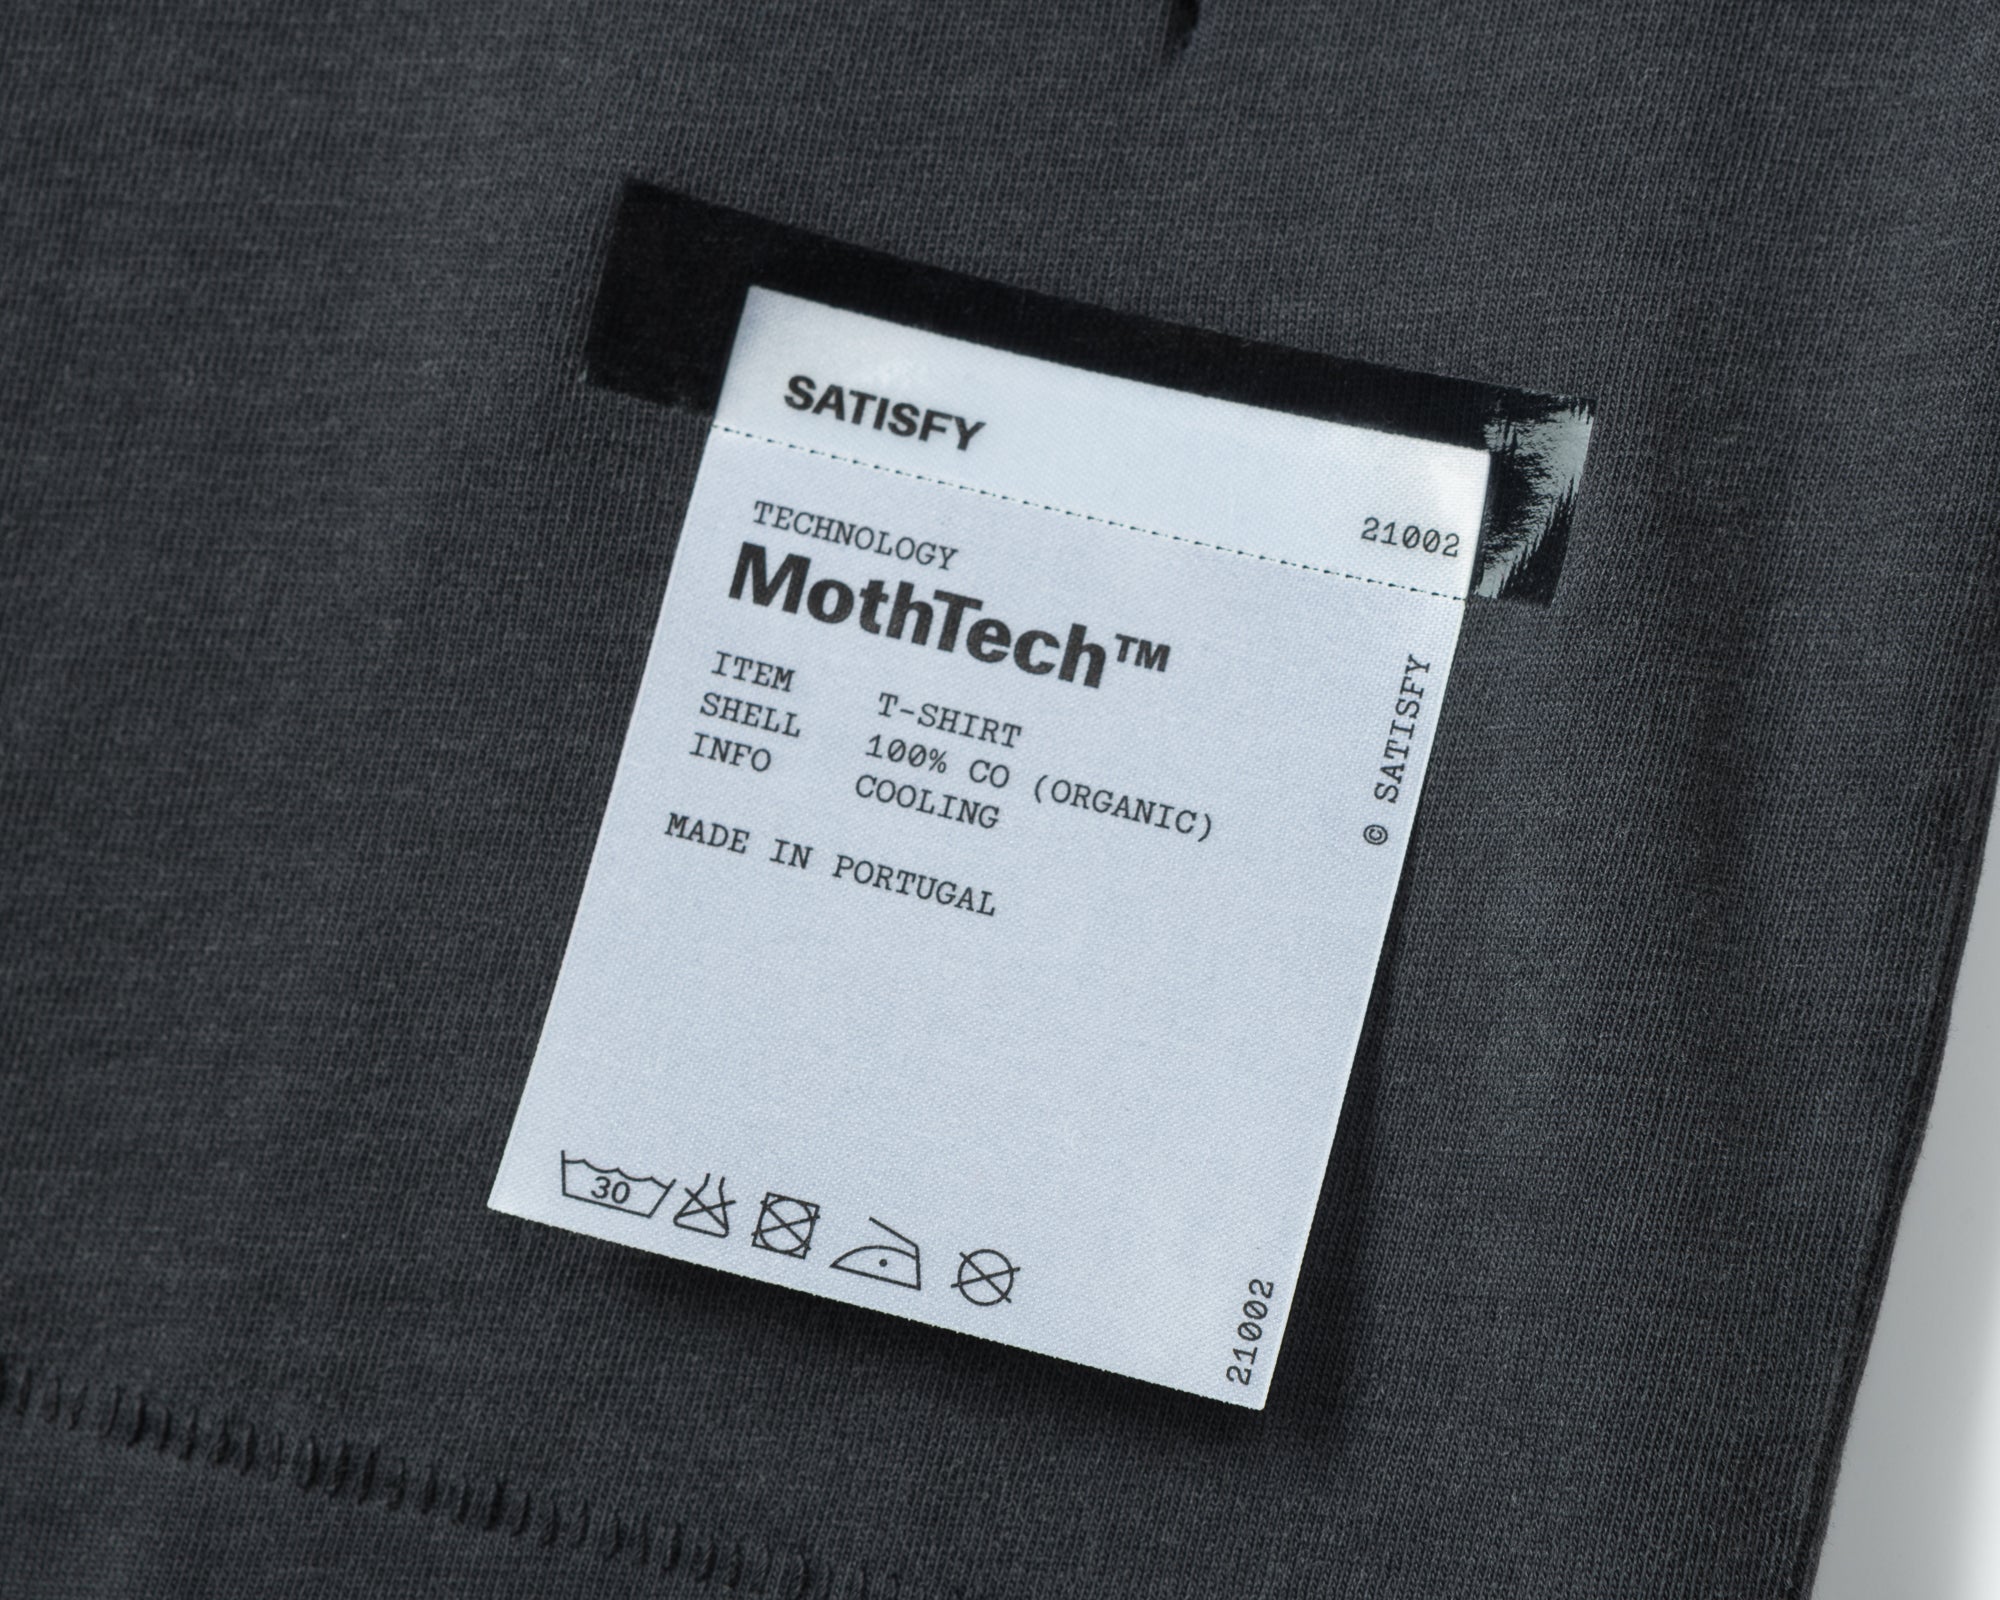 SATISFY
21002
TECHNOLOGY
MothTech™
ITEM T-SHIRT
SHELL 100% CO (ORGANIC)
INFO COOLING
MADE IN PORTUGAL
© SATISFY
30
21002